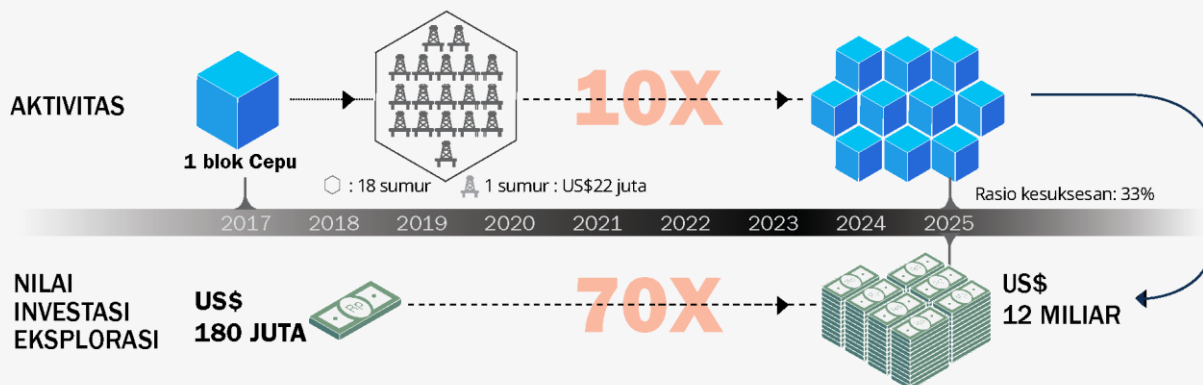 AKTIVITAS
1 blok Cepu
10X
: 18 sumur
1 sumur : US$22 juta
Rasio kesuksesan: 33%
2017 2018 2019 2020 2021 2022 2023 2024 2025
NILAI
INVESTASI
EKSPLORASI
US$
180 JUTA
Rp
70X
US$
12 MILIAR